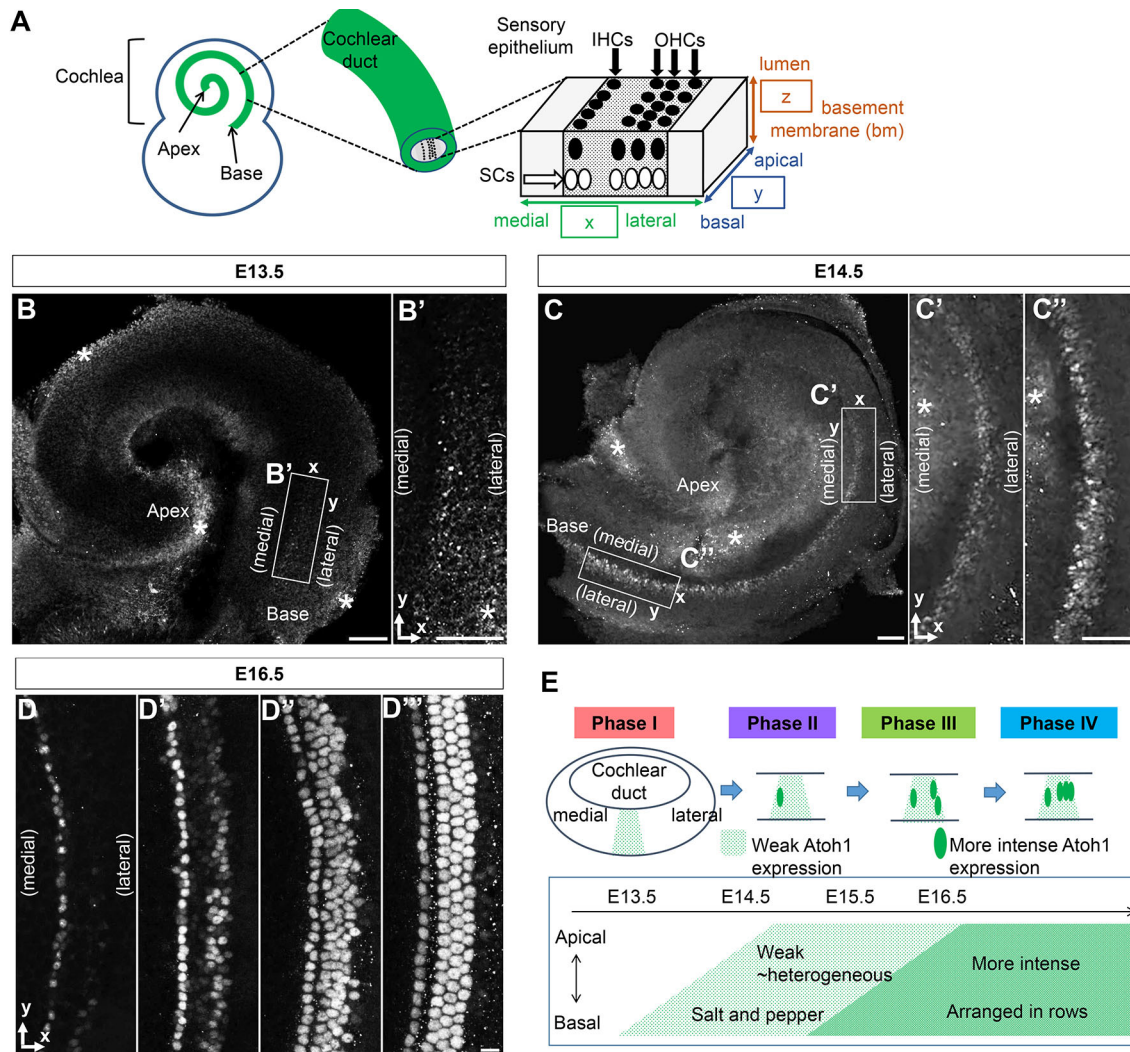 A
Cochlea
Apex
Base
Cochlear
duct
Sensory
epithelium
IHCs
OHCs
SCs
lumen
z
basement
membrane (bm)
apical
y
basal
medial
x
lateral
E13.5
B
B’
(medial)
(lateral)
*
Apex
*
B’
x
y
(medial)
(lateral)
Base
*
y
x
*
E14.5
C
C’
C’’
*
C’
x
y
(medial)
(lateral)
Apex
Base
(medial)
*
C’’
(lateral)
y
x
*
(medial)
(lateral)
*
E16.5
D
D’
D’’
D’’’
(medial)
(lateral)
y
x
E
Phase I
Phase II
Phase III
Phase IV
Cochlear
duct
medial
lateral
Weak Atoh1
expression
More intense Atoh1
expression
E13.5
E14.5
E15.5
E16.5
Apical
Basal
Weak
~heterogeneous
Salt and pepper
More intense
Arranged in rows